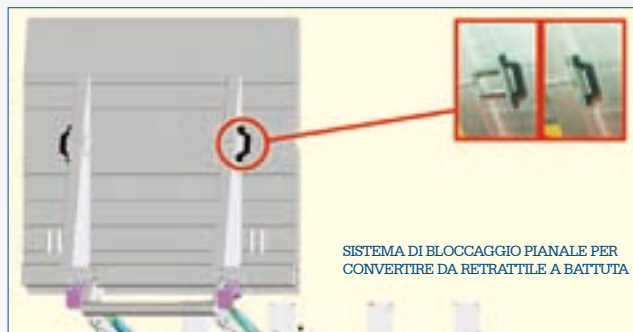 SISTEMA DI BLOCCAGGIO PIANALE PER
CONVERTIRE DA RETRATTILE A BATTUTA